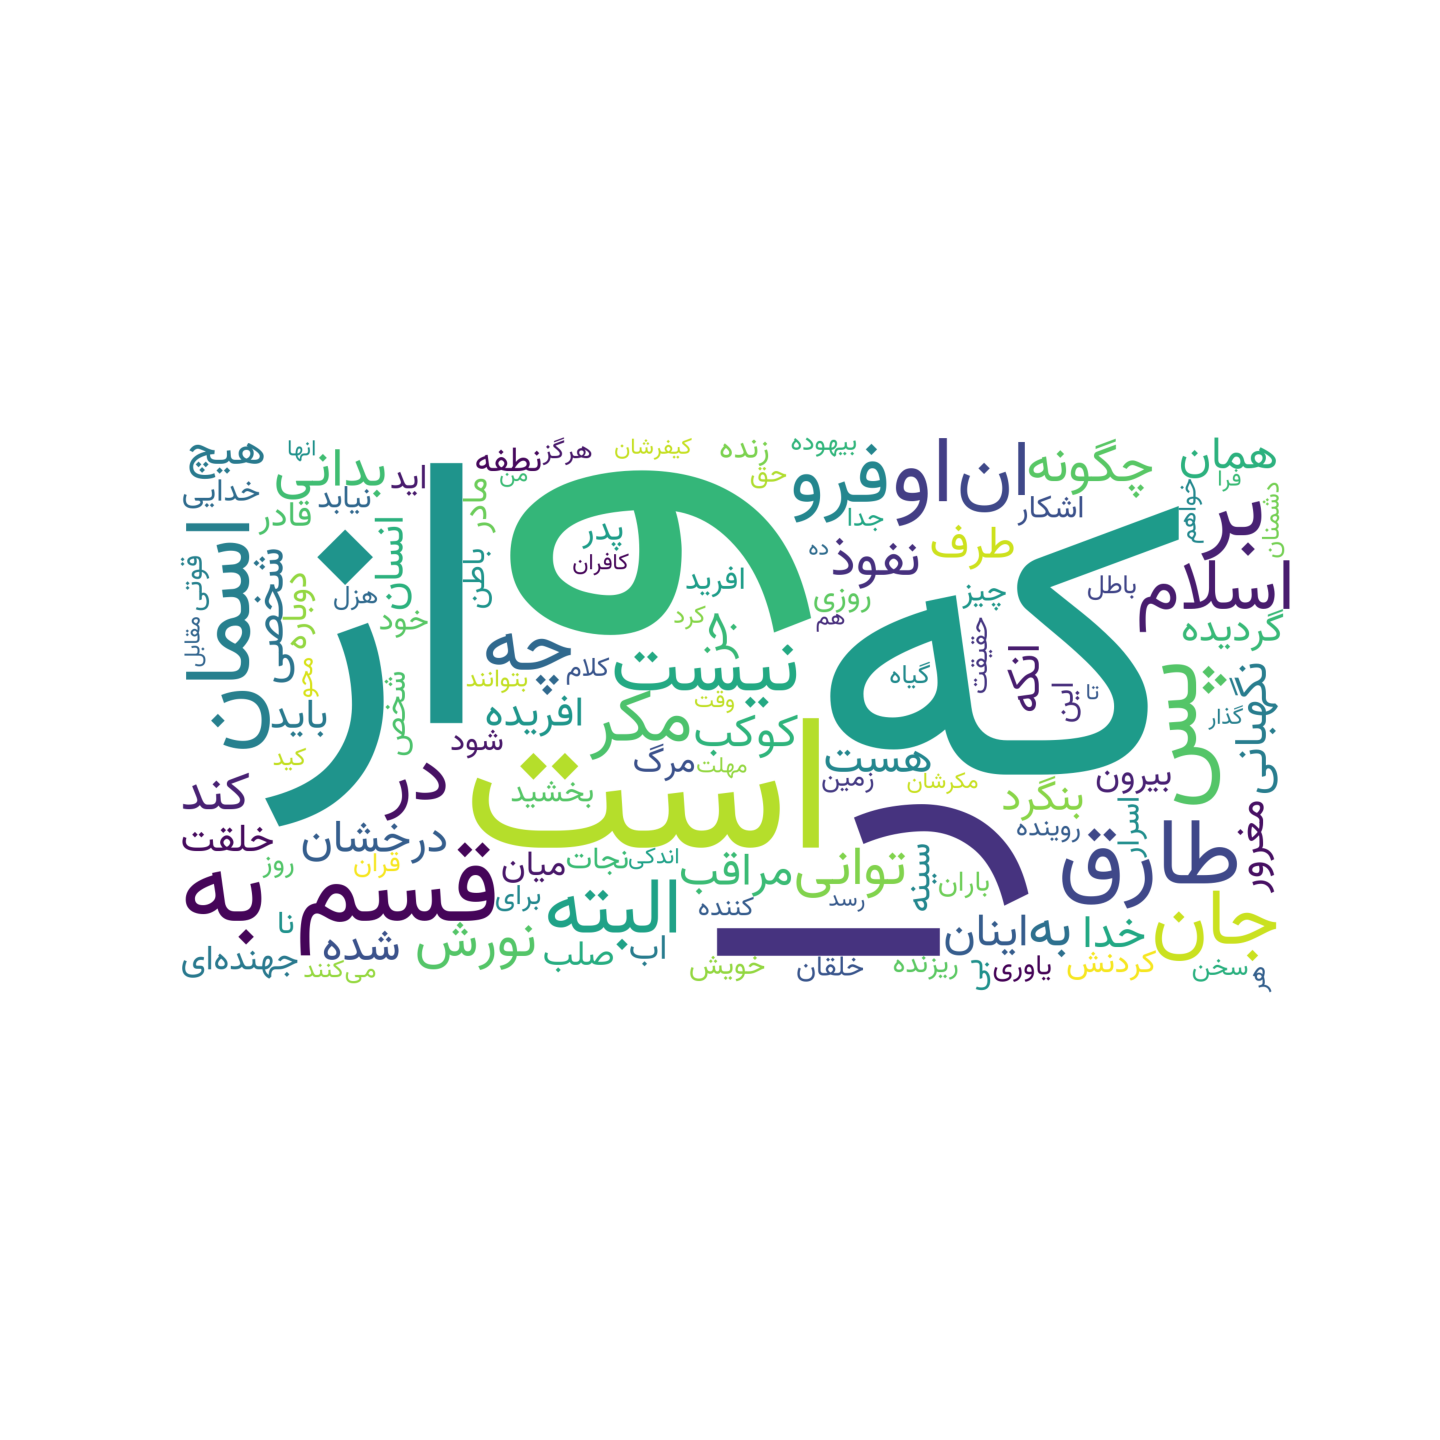 که
و
از
است
را
قسم به
اسمان
طارق
بر
پس
اسلام
جان
البته
نیست
ان
او
فرو
در
چه
مکر
شخصی
نگهبانی
بدانی
چگونه
همان
هیچ
نفوذ
طرف
کوکب
هست
افریده
درخشان
نورش
توانی
مراقب
خدا
به‌اینان
گردیده
انکه
بنگرد
بیرون
مغرور
کند
خلقت
شده
باید
انسان
خود
قادر
خدایی
نیابد
اید
نطفه
هرگز
کیفرشان
زنده
حق
بیهوده
جدا
اشکار
خواهم
فرا
دشمنان
انها
من
مادر
باطن
پدر
کافران
ده
افرید
کرد
جز
روزی
هم
چیز
باطل
گیاه
حقیقت
این
تا
گذار
قوتی
مقابل
دوباره
هزل
محو
شخص
کید
شود
بتوانند
کلام
وقت
مرگ
مهلت
بخشید
زمین
مکرشان
روینده
اسرار
روز
قران
میان
نجات
اندکی
برای
کننده
رسد
سینه
باران
نا
جهنده‌ای
می‌کنند
صلب
اب
خویش
خلقان
ریزنده
یاوری
کردنش
سخن
هر